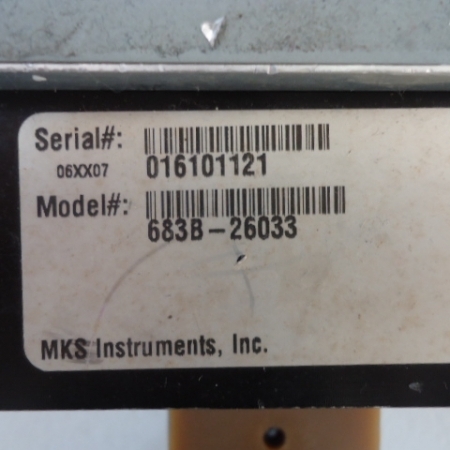 Serial#:
06XX07 016101121
Model#:
683B-26033
MKS Instruments, Inc.